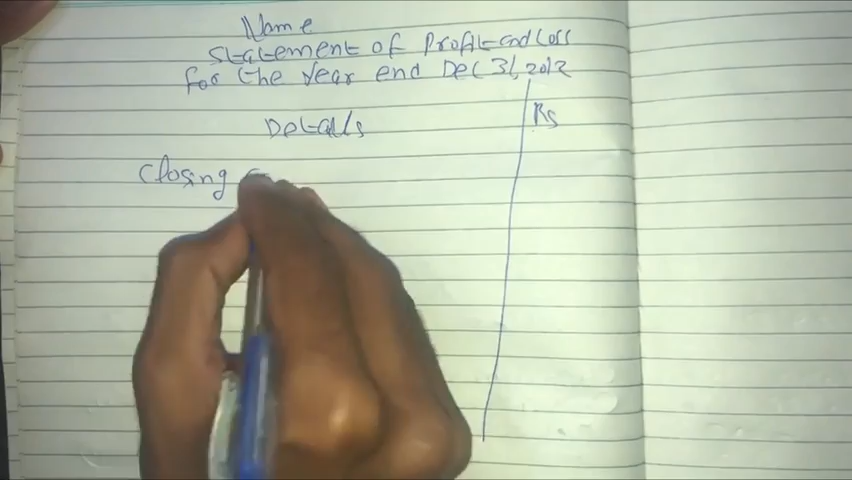 Name
Statement of Profit and Loss
for the Year end Dec 31, 2012
Details
Rs
Closing